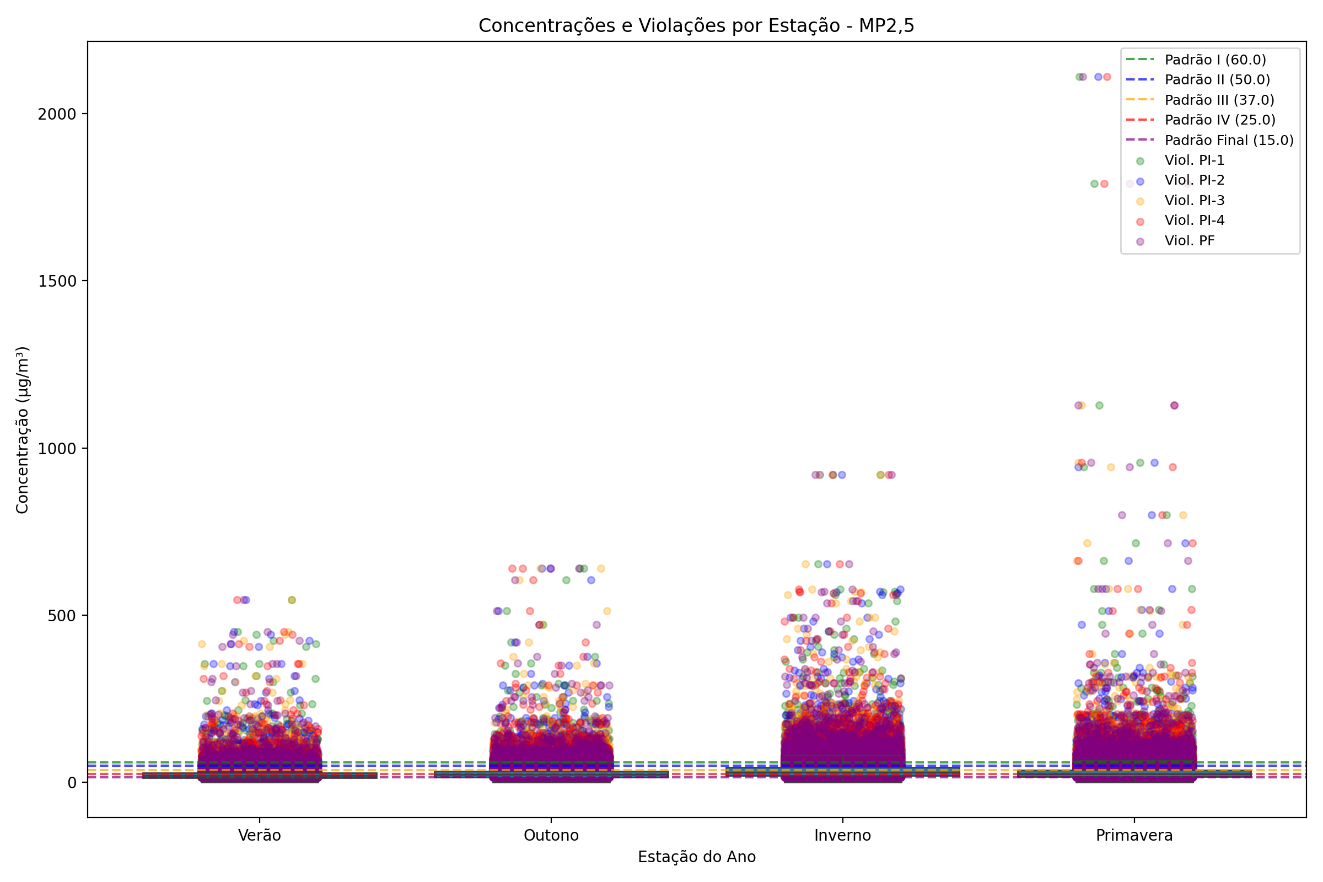 Concentrações e Violações por Estação - MP2,5
Padrão I (60.0)
Padrão II (50.0)
Padrão III (37.0)
Padrão IV (25.0)
Padrão Final (15.0)
Viol. PI-1
Viol. PI-2
Viol. PI-3
Viol. PI-4
Viol. PF
2000
1500
1000
500
0
Concentração (µg/m³)
Verão
Outono
Inverno
Primavera
Estação do Ano